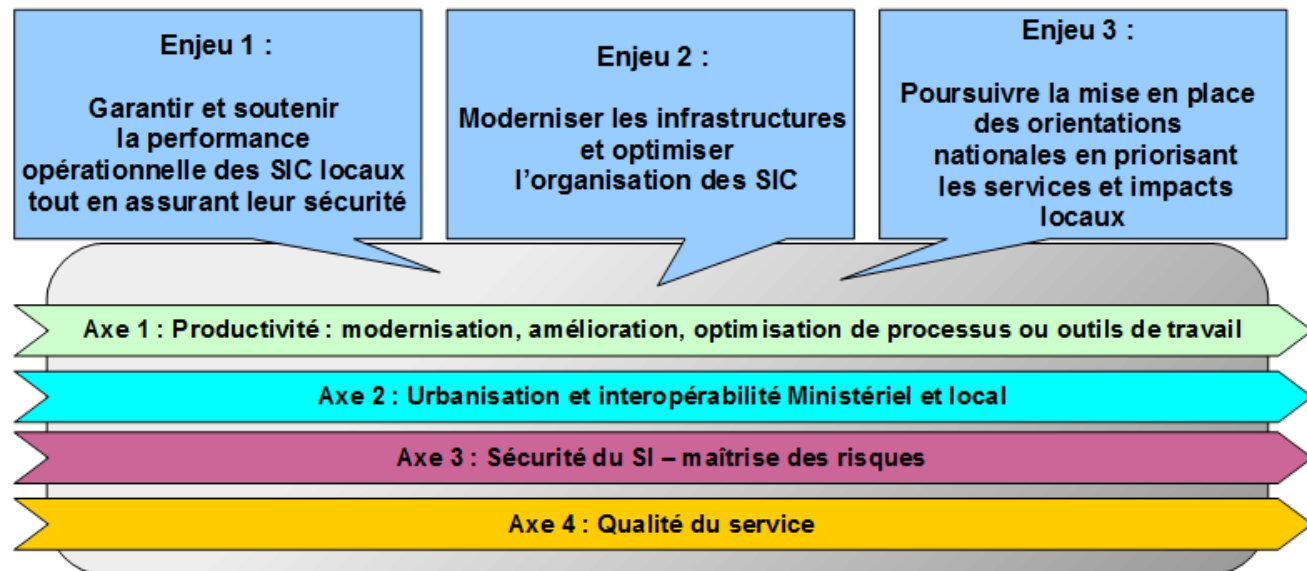 Enjeu 1 :
Garantir et soutenir
la performance
opérationnelle des SIC locaux
tout en assurant leur sécurité
Enjeu 2 :
Moderniser les infrastructures
et optimiser
l'organisation des SIC
Enjeu 3 :
Poursuivre la mise en place
des orientations
nationales en priorisant
les services et impacts
locaux
Axe 1 : Productivité : modernisation, amélioration, optimisation de processus ou outils de travail
Axe 2 : Urbanisation et interopérabilité Ministériel et local
Axe 3 : Sécurité du SI – maîtrise des risques
Axe 4 : Qualité du service